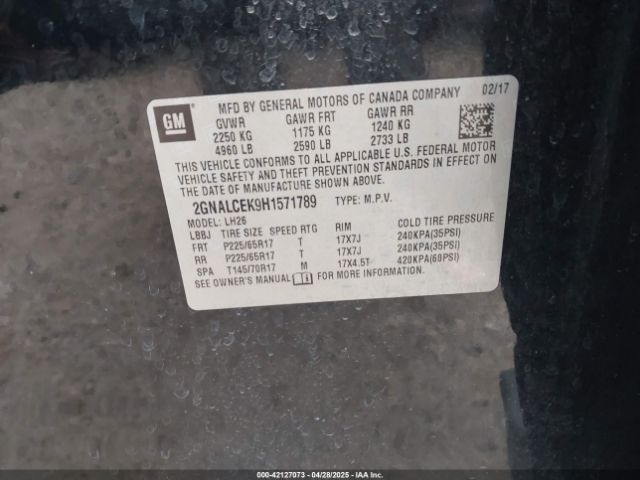 GM
MFD BY GENERAL MOTORS OF CANADA COMPANY 02/17
GVWR GAWR FRT GAWR RR
2250 KG 1175 KG 1240 KG
4960 LB 2590 LB 2733 LB
THIS VEHICLE CONFORMS TO ALL APPLICABLE U.S. FEDERAL MOTOR
VEHICLE SAFETY AND THEFT PREVENTION STANDARDS IN EFFECT ON
THE DATE OF MANUFACTURE SHOWN ABOVE.
2GNALCEK9H1571789 TYPE: M.P.V.
MODEL: LH26
LBBJ TIRE SIZE SPEED RTG RIM COLD TIRE PRESSURE
FRT P225/65R17 T 17X7J 240KPA(35PSI)
RR P225/65R17 T 17X7J 240KPA(35PSI)
SPA T145/70R17 M 17X4.5T 420KPA(60PSI)
SEE OWNER'S MANUAL FOR MORE INFORMATION
000-42127073 | 04/28/2025 | IAAI.COM